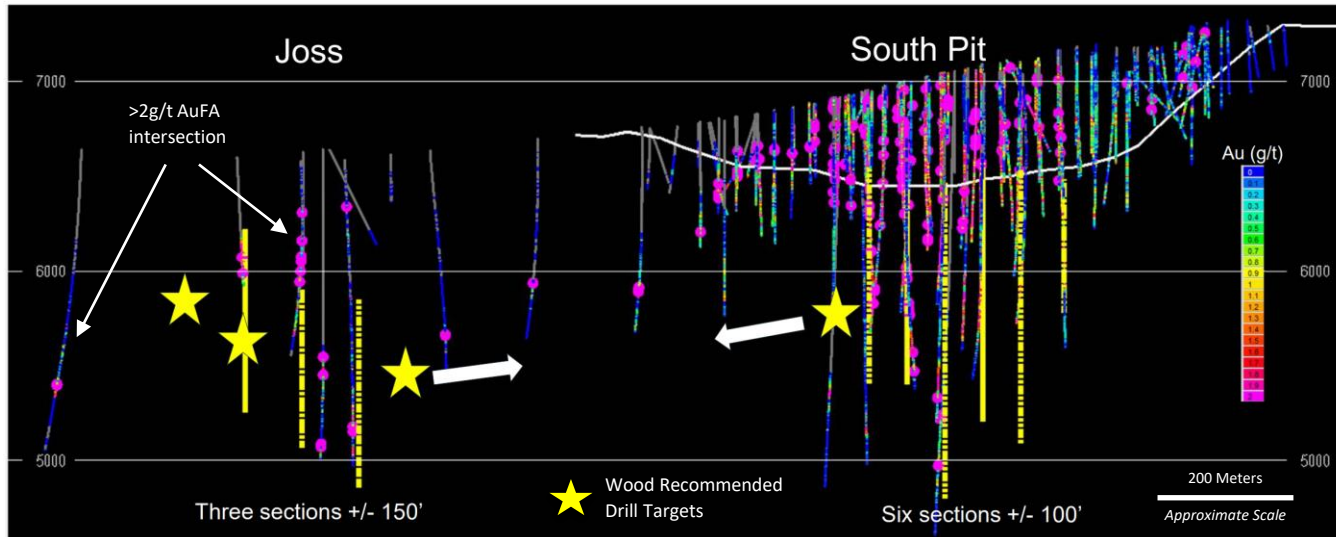 Joss
South Pit
7000
7000
>2g/t AuFA
intersection
Au (g/t)
0
0.1
0.2
0.3
0.4
0.5
0.6
0.7
0.8
0.9
1
1.1
1.2
1.3
1.4
1.5
1.6
1.7
1.8
1.9
2
6000
6000
5000
5000
Three sections +/- 150’
Wood Recommended
Drill Targets
Six sections +/- 100’
200 Meters
Approximate Scale